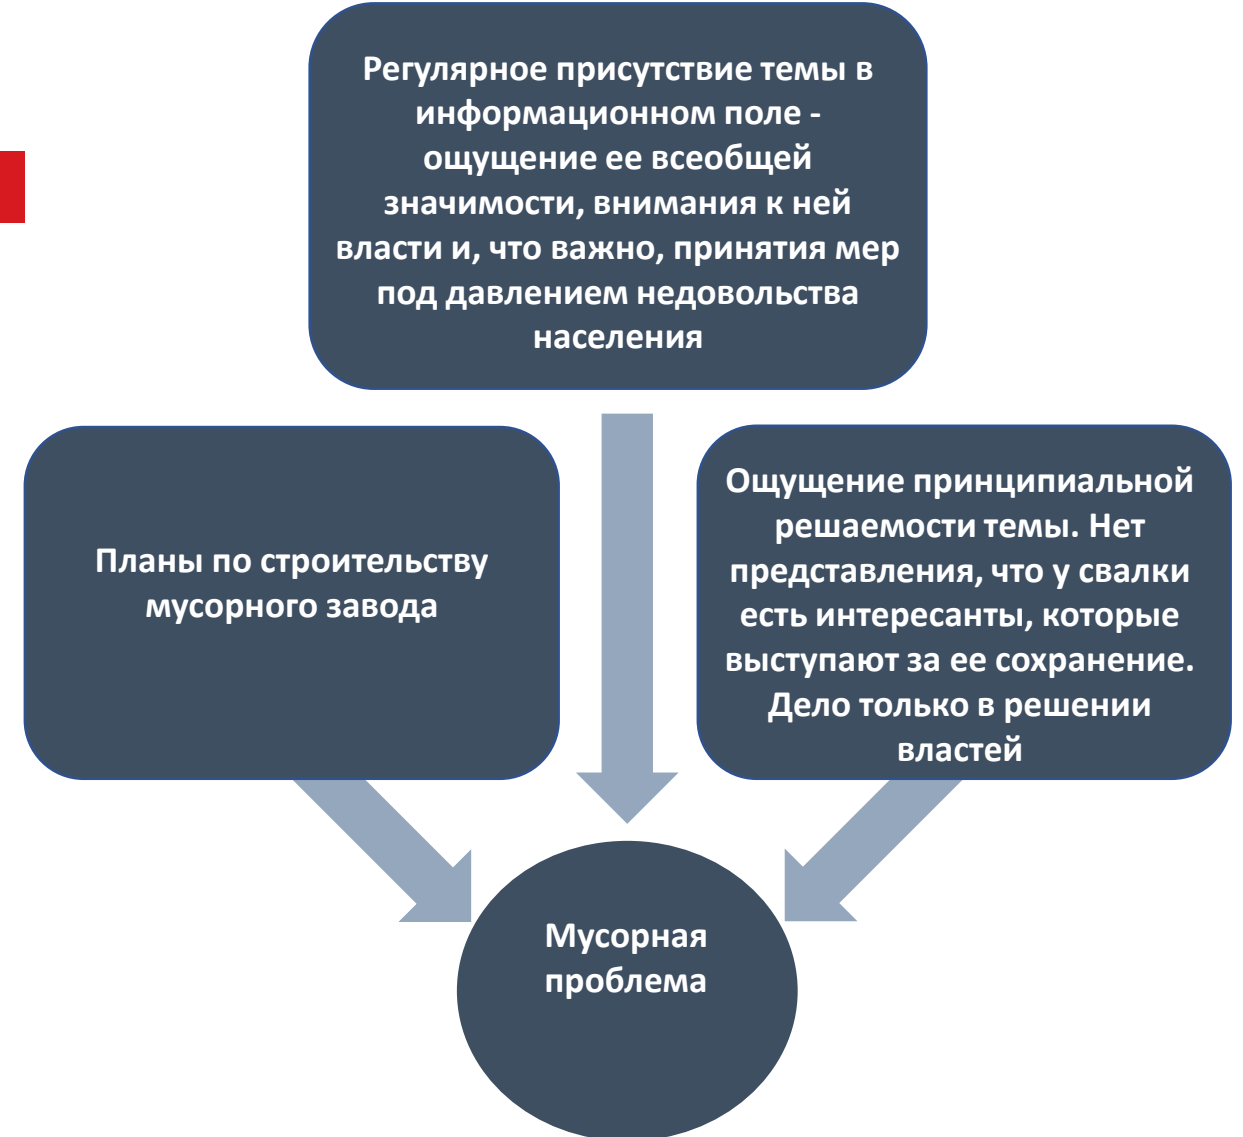 Регулярное присутствие темы в
информационном поле -
ощущение ее всеобщей
значимости, внимания к ней
власти и, что важно, принятия мер
под давлением недовольства
населения
Планы по строительству
мусорного завода
Ощущение принципиальной
решаемости темы. Нет
представления, что у свалки
есть интересанты, которые
выступают за ее сохранение.
Дело только в решении
властей
Мусорная
проблема